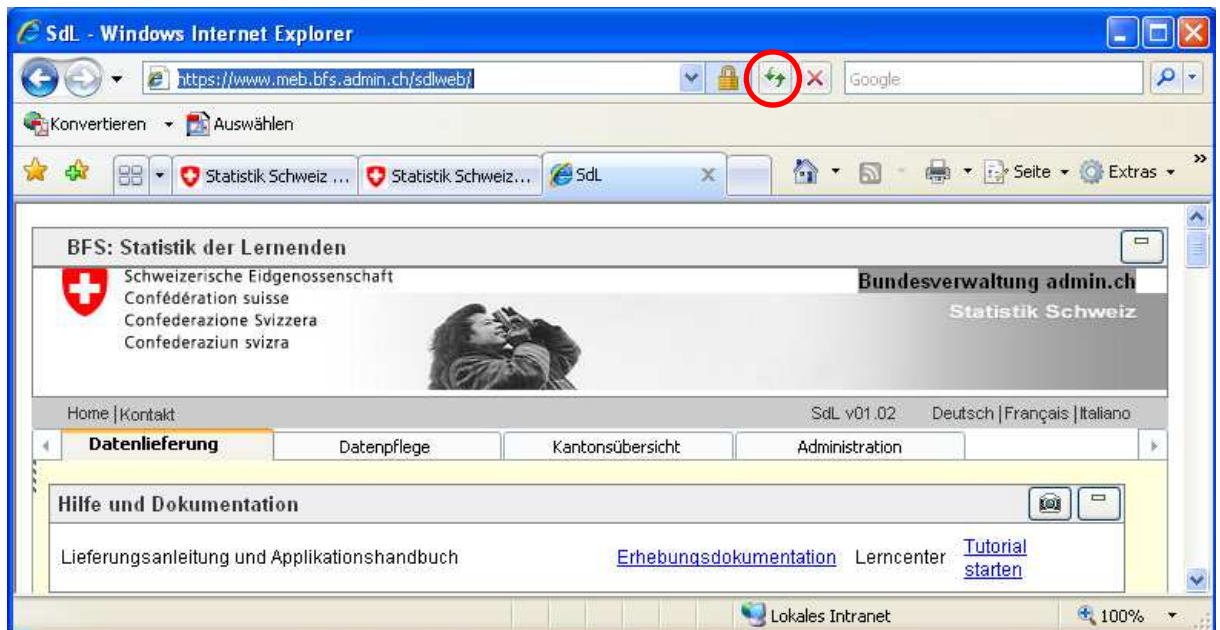 SdL - Windows Internet Explorer
https://www.meb.bfs.admin.ch/sdlweb/
Google
Konvertieren Auswählen
Statistik Schweiz ... Statistik Schweiz... SdL Seite Extras »
BFS: Statistik der Lernenden
Schweizerische Eidgenossenschaft
Confédération suisse
Confederazione Svizzera
Confederaziun svizra
Bundesverwaltung admin.ch
Statistik Schweiz
Home | Kontakt SdL v01.02 Deutsch | Français | Italiano
Datenlieferung Datenpflege Kantonsübersicht Administration
Hilfe und Dokumentation
Lieferungsanleitung und Applikationshandbuch Erhebungsdokumentation Lerncenter Tutorial
starten
Lokales Intranet 100%